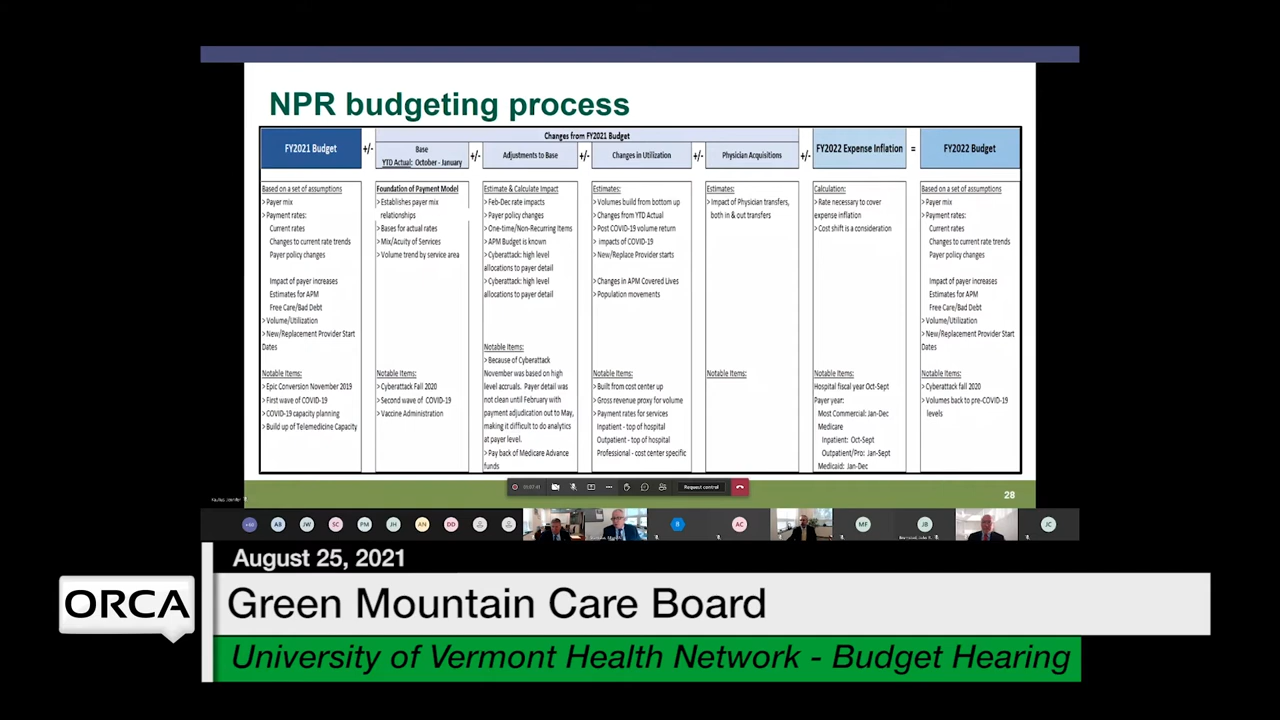 NPR budgeting process
FY2021 Budget
+/-
Changes from FY2021 Budget
Base
YTD Actual: October - January
+/-
Adjustments to Base
+/-
Changes in Utilization
+/-
Physician Acquisitions
+/-
FY2022 Expense Inflation
=
FY2022 Budget
Based on a set of assumptions
> Payer mix
> Payment rates:
Current rates
Changes to current rate trends
Payer policy changes
Impact of payer increases
Estimates for APM
Free Care/Bad Debt
> Volume/Utilization
> New/Replacement Provider Start
Dates
Notable Items:
> Epic Conversion November 2019
> First wave of COVID-19
> COVID-19 capacity planning
> Build up of Telemedicine Capacity
Foundation of Payment Model
> Establishes payer mix
relationships
> Bases for actual rates
> Mix/Acuity of Services
> Volume trend by service area
Notable Items:
> Cyberattack Fall 2020
> Second wave of COVID-19
> Vaccine Administration
Estimate & Calculate Impact
> Feb-Dec rate impacts
> Payer policy changes
> One-time/Non-Recurring Items
> APM Budget is known
> Cyberattack: high level
allocations to payer detail
> Cyberattack: high level
allocations to payer detail
Notable Items:
> Because of Cyberattack
November was based on high
level accruals. Payer detail was
not clean until February with
payment adjudication out to May,
making it difficult to do analytics
at payer level.
> Pay back of Medicare Advance
funds
Estimates:
> Volumes build from bottom up
> Changes from YTD Actual
> Post COVID-19 volume return
> Impacts of COVID-19
> New/Replace Provider starts
> Changes in APM Covered Lives
> Population movements
Notable Items:
> Built from cost center up
> Gross revenue proxy for volume
> Payment rates for services
Inpatient - top of hospital
Outpatient - top of hospital
Professional - cost center specific
Estimates:
> Impact of Physician transfers,
both in & out transfers
Notable Items:
Calculation:
> Rate necessary to cover
expense inflation
> Cost shift is a consideration
Notable Items:
Hospital fiscal year Oct-Sept
Payer year:
Most Commercial: Jan-Dec
Medicare
Inpatient: Oct-Sept
Outpatient/Pro: Jan-Sept
Medicaid: Jan-Dec
Based on a set of assumptions
> Payer mix
> Payment rates:
Current rates
Changes to current rate trends
Payer policy changes
Impact of payer increases
Estimates for APM
Free Care/Bad Debt
> Volume/Utilization
> New/Replacement Provider Start
Dates
Notable Items:
> Cyberattack fall 2020
> Volumes back to pre-COVID-19
levels
Request control
28
AB
JW
SC
PM
JH
AN
DD
AC
ME
JB
JC
August 25, 2021
ORCA
Green Mountain Care Board
University of Vermont Health Network - Budget Hearing